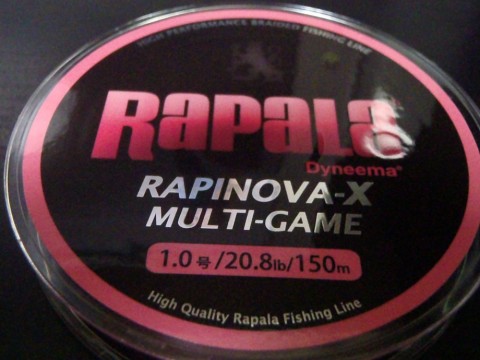 HIGH PERFORMANCE BRAIDED FISHING LINE
Rapala
Dyneema®
RAPINOVA-X
MULTI-GAME
1.0号/20.8lb/150m
High Quality Rapala Fishing Line